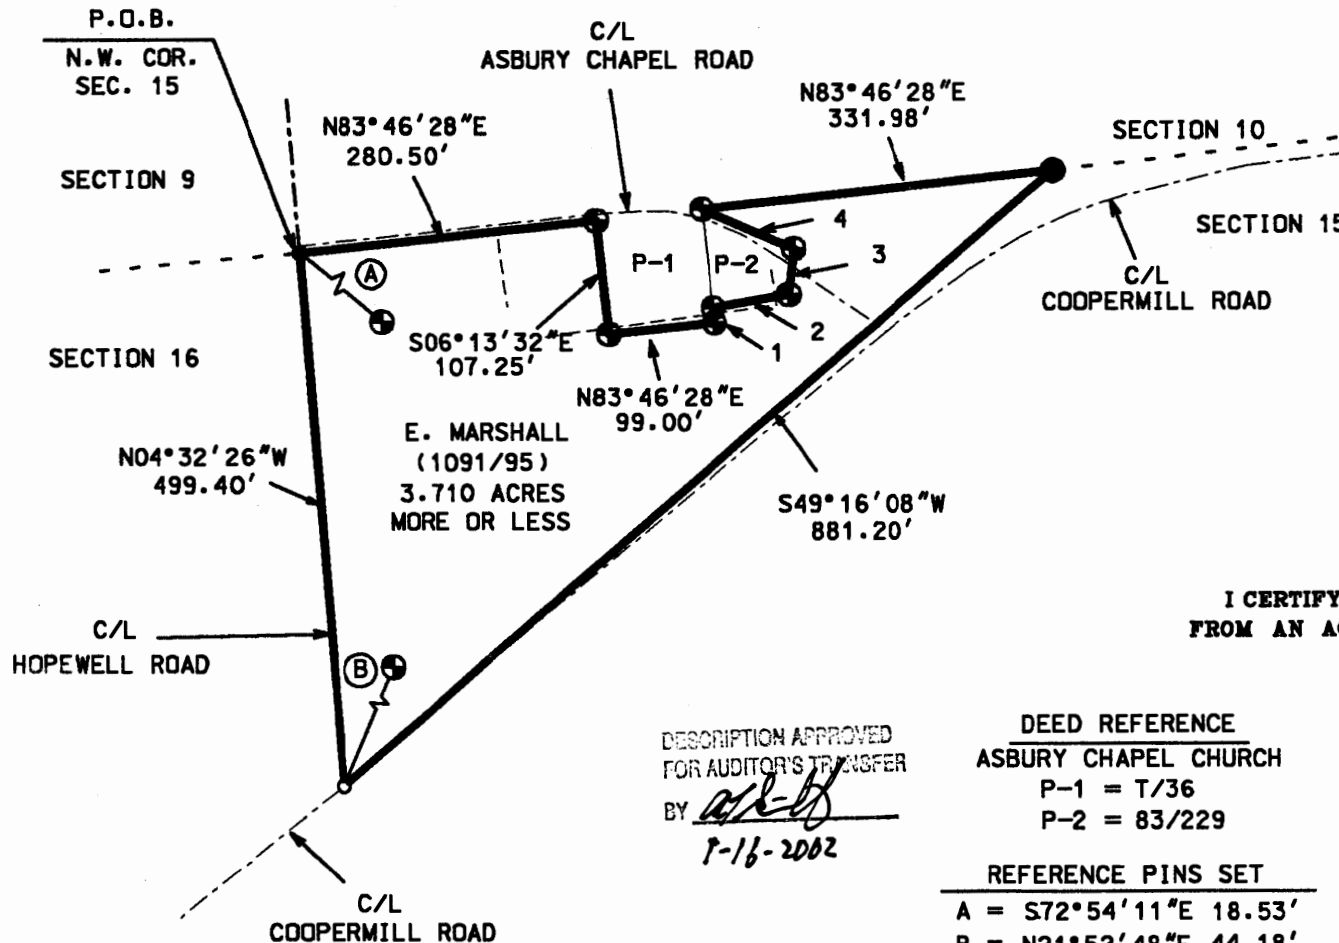 P.O.B.
N.W. COR.
SEC. 15
C/L
ASBURY CHAPEL ROAD
N83°46'28"E
331.98'
SECTION 10
N83°46'28"E
280.50'
SECTION 9
SECTION 15
4
3
P-1
P-2
A
C/L
COOPERMILL ROAD
2
1
S06°13'32"E
107.25'
SECTION 16
N83°46'28"E
99.00'
E. MARSHALL
(1091/95)
3.710 ACRES
MORE OR LESS
N04°32'26"W
499.40'
S49°16'08"W
881.20'
I CERTIFY
FROM AN
C/L
HOPEWELL ROAD
B
DESCRIPTION APPROVED
FOR AUDITOR'S TRANSFER
BY
DEED REFERENCE
ASBURY CHAPEL CHURCH
P-1 = T/36
P-2 = 83/229
REFERENCE PINS SET
A = S72°54'11"E 18.53'
C/L
COOPERMILL ROAD